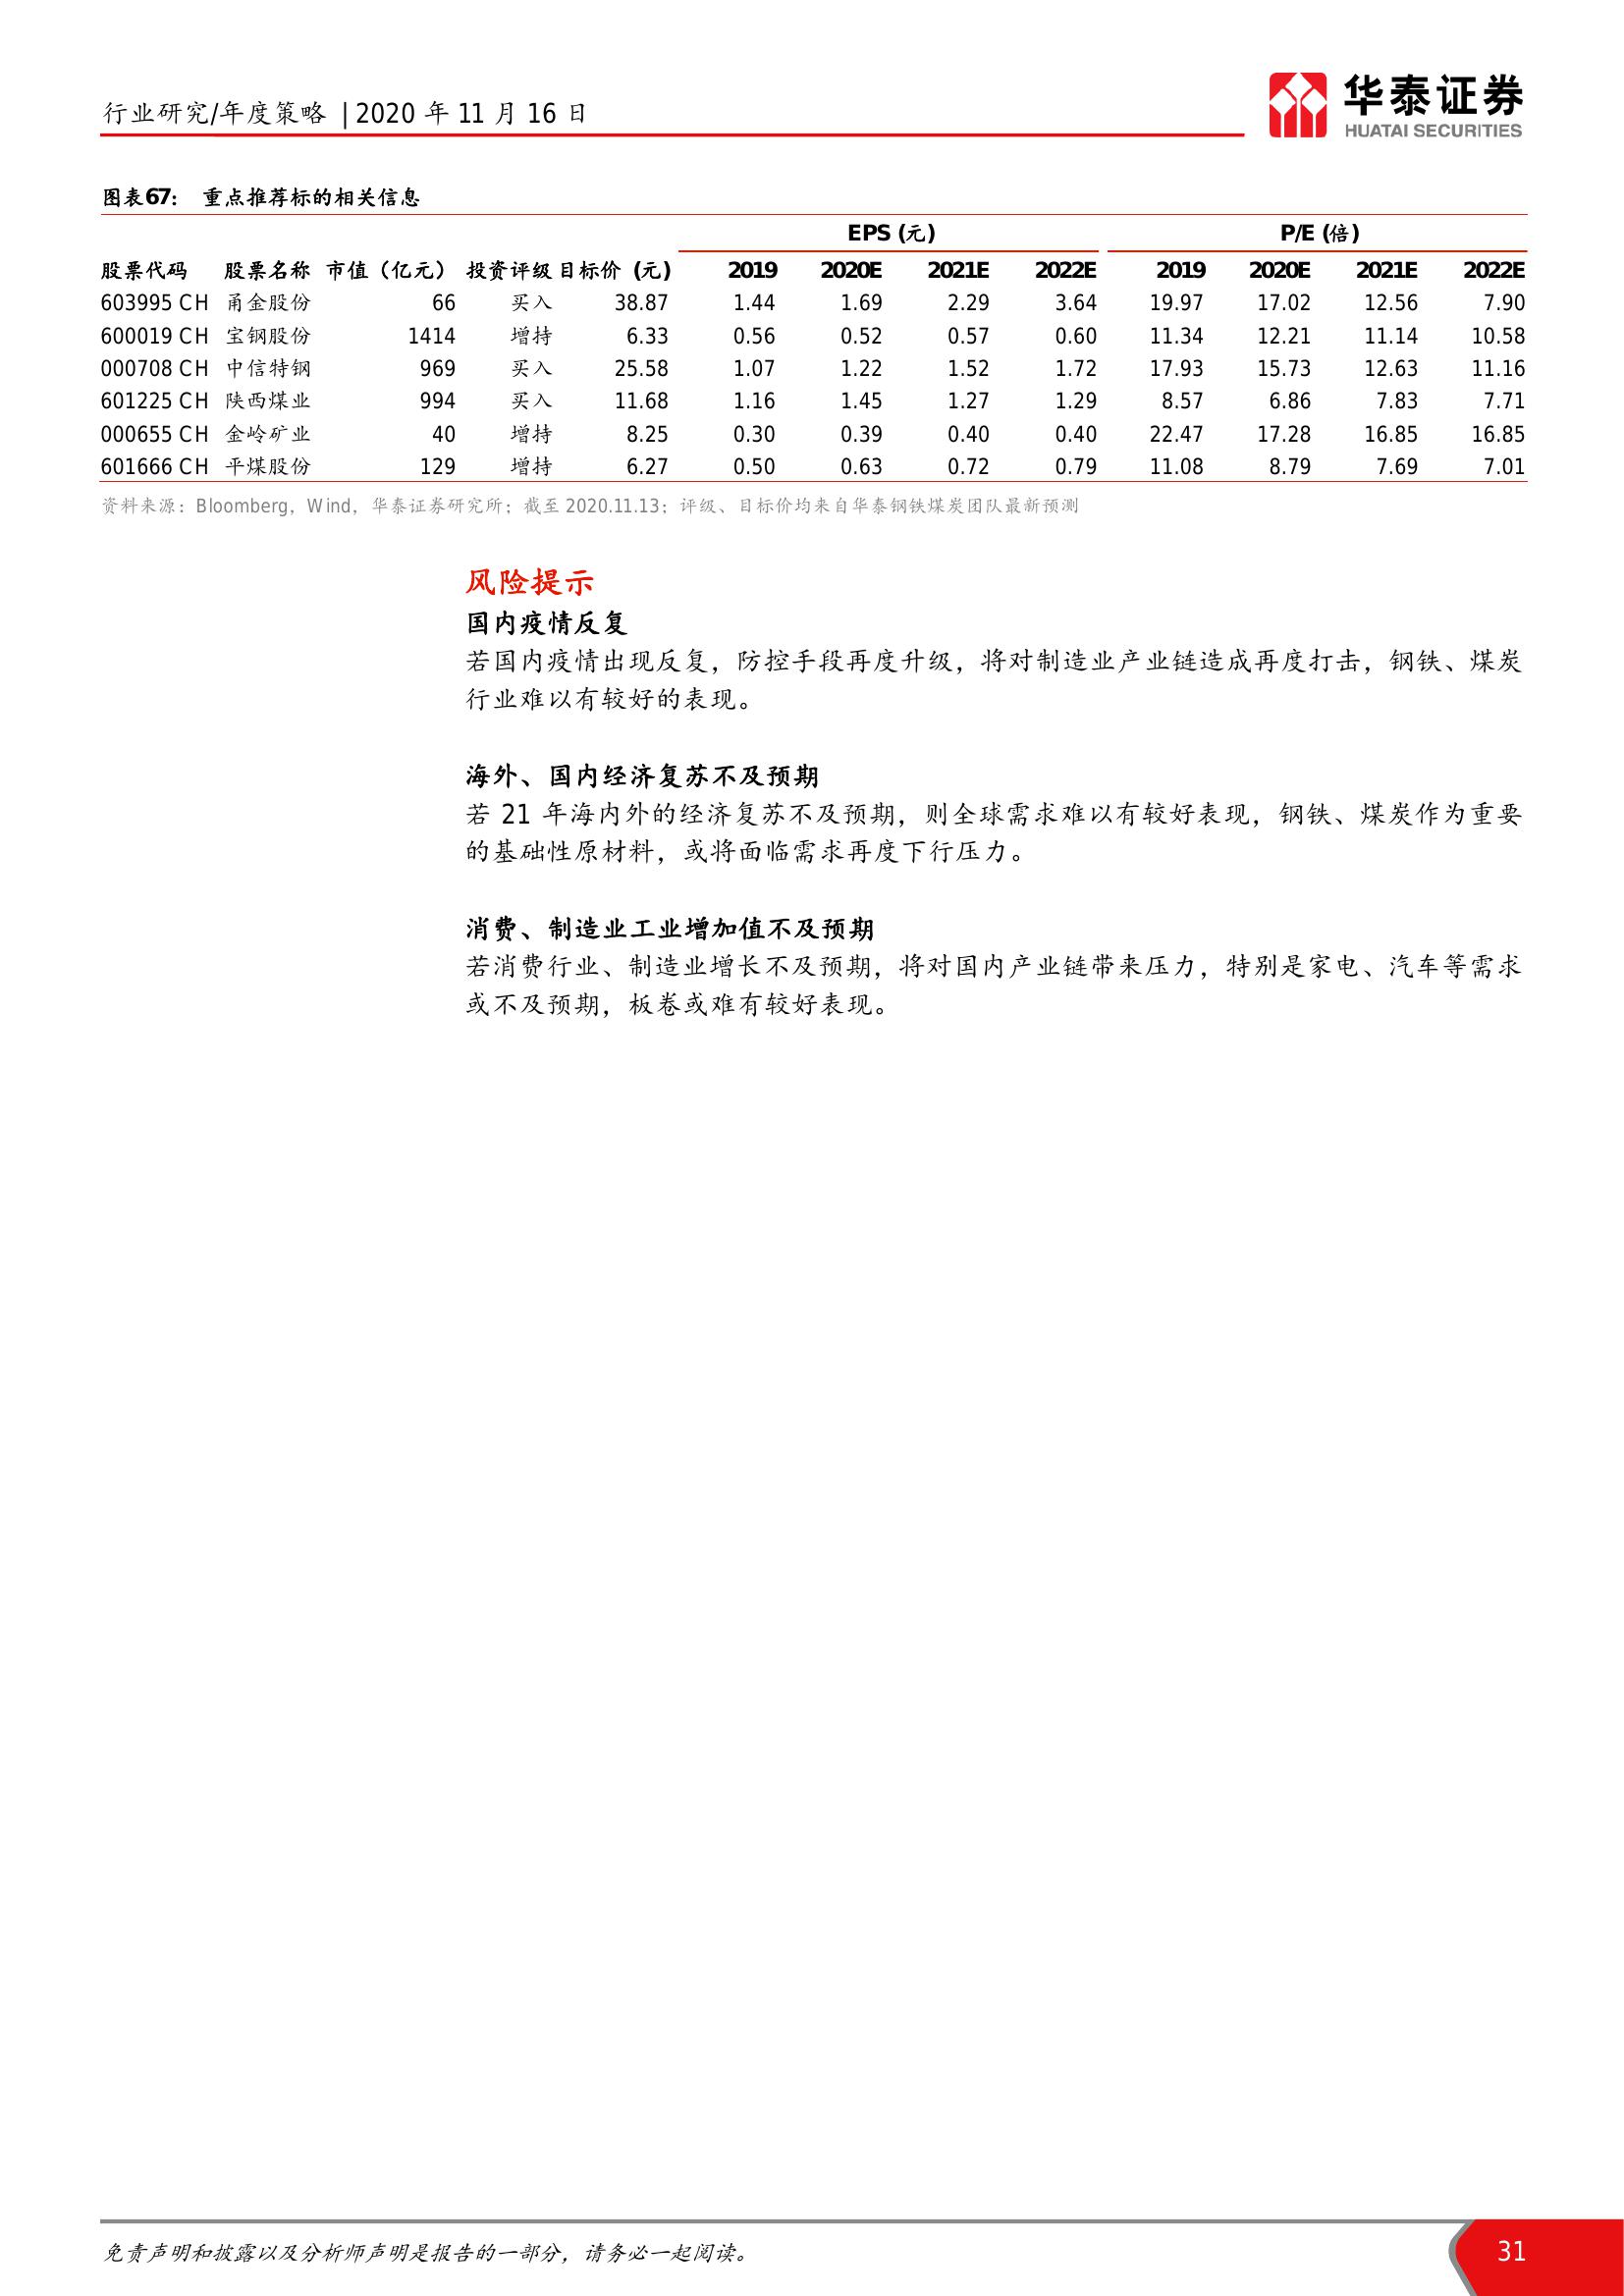 行业研究/年度策略 | 2020 年 11 月 16 日
华泰证券
HUATAI SECURITIES
图表67： 重点推荐标的相关信息
EPS (元) P/E (倍)
股票代码 股票名称 市值（亿元） 投资评级 目标价 (元) 2019 2020E 2021E 2022E 2019 2020E 2021E 2022E
603995 CH 甬金股份 66 买入 38.87 1.44 1.69 2.29 3.64 19.97 17.02 12.56 7.90
600019 CH 宝钢股份 1414 增持 6.33 0.56 0.52 0.57 0.60 11.34 12.21 11.14 10.58
000708 CH 中信特钢 969 买入 25.58 1.07 1.22 1.52 1.72 17.93 15.73 12.63 11.16
601225 CH 陕西煤业 994 买入 11.68 1.16 1.45 1.27 1.29 8.57 6.86 7.83 7.71
000655 CH 金岭矿业 40 增持 8.25 0.30 0.39 0.40 0.40 22.47 17.28 16.85 16.85
601666 CH 平煤股份 129 增持 6.27 0.50 0.63 0.72 0.79 11.08 8.79 7.69 7.01
资料来源：Bloomberg，Wind，华泰证券研究所；截至 2020.11.13；评级、目标价均来自华泰钢铁煤炭团队最新预测
风险提示
国内疫情反复
若国内疫情出现反复，防控手段再度升级，将对制造业产业链造成再度打击，钢铁、煤炭
行业难以有较好的表现。
海外、国内经济复苏不及预期
若 21 年海内外的经济复苏不及预期，则全球需求难以有较好表现，钢铁、煤炭作为重要
的基础性原材料，或将面临需求再度下行压力。
消费、制造业工业增加值不及预期
若消费行业、制造业增长不及预期，将对国内产业链带来压力，特别是家电、汽车等需求
或不及预期，板卷或难有较好表现。
免责声明和披露以及分析师声明是报告的一部分，请务必一起阅读。
31